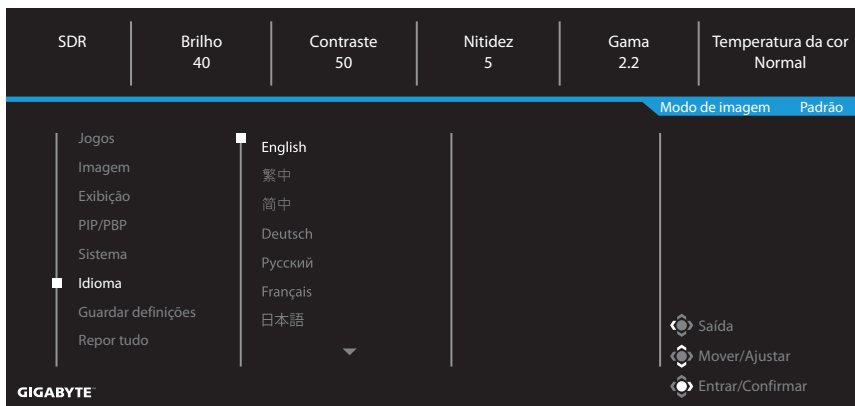 SDR
Brilho
40
Contraste
50
Nitidez
5
Gama
2.2
Temperatura da cor
Normal
Modo de imagem Padrão
Jogos
Imagem
Exibição
PIP/PBP
Sistema
Idioma
Guardar definições
Repor tudo
English
繁中
简中
Deutsch
Русский
Français
日本語
Saída
Mover/Ajustar
Entrar/Confirmar
GIGABYTE™